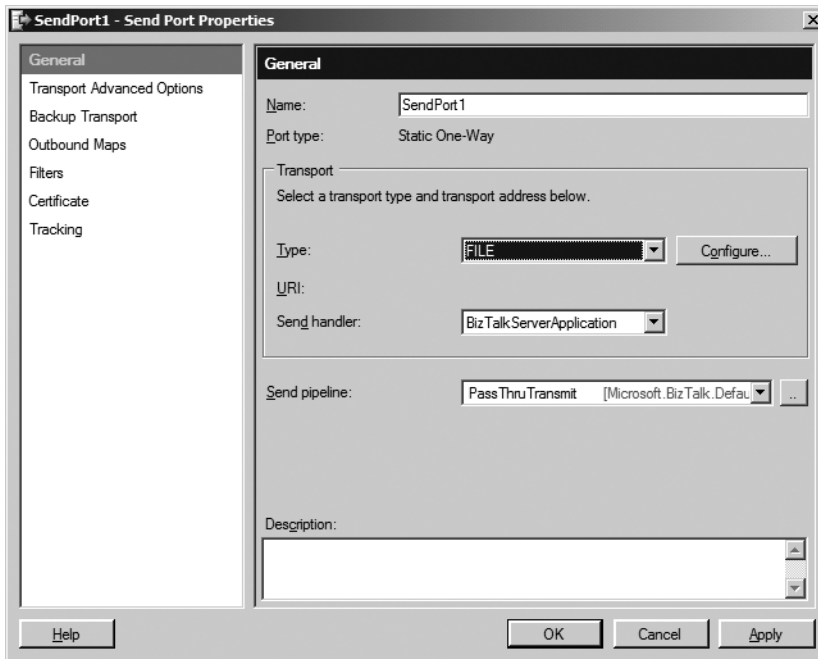 SendPort1 - Send Port Properties
General
Transport Advanced Options
Backup Transport
Outbound Maps
Filters
Certificate
Tracking
General
Name: SendPort1
Port type: Static One-Way
Transport
Select a transport type and transport address below.
Type: FILE Configure...
URI:
Send handler: BizTalkServerApplication
Send pipeline: PassThruTransmit [Microsoft.BizTalk.Defau ..
Description:
Help OK Cancel Apply